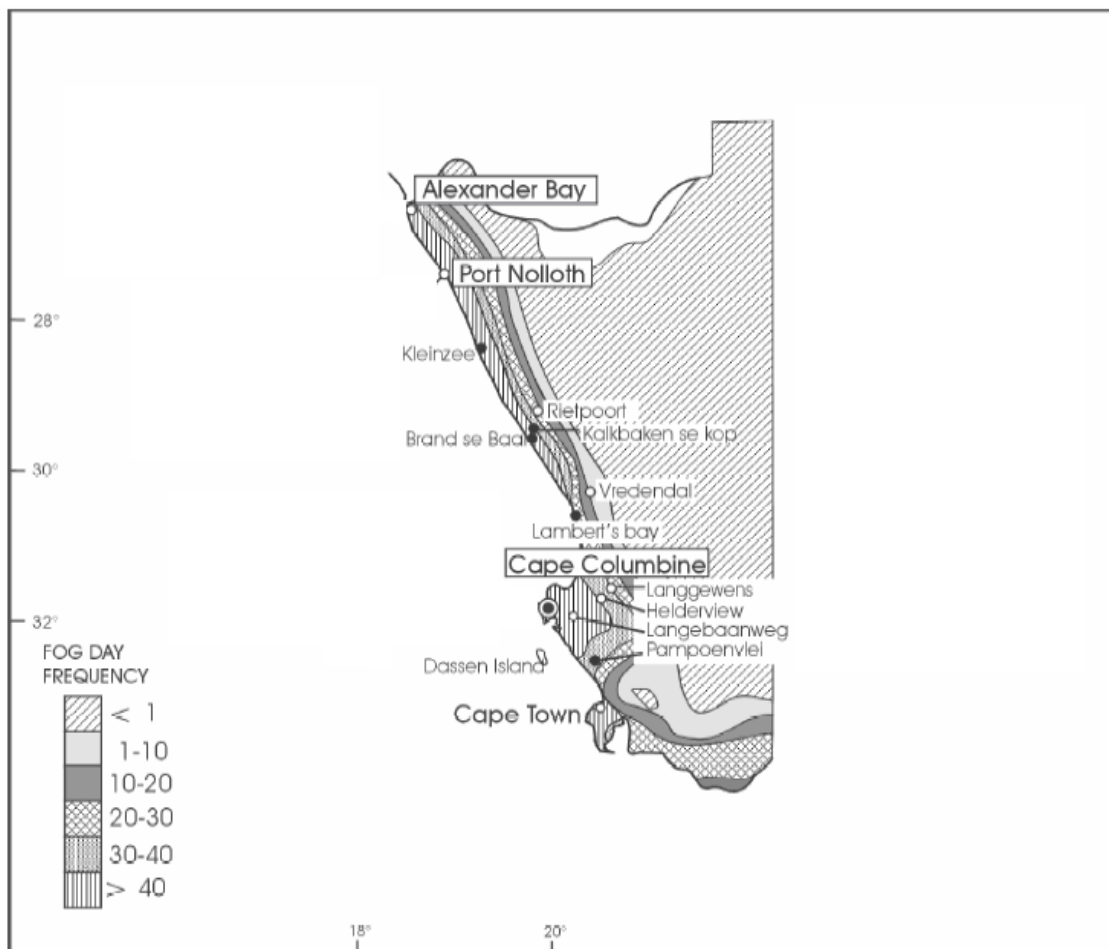 Alexander Bay
Port Nolloth
28°
Kleinzee
Rietpoort
Kalkbaken se kop
Brand se Baai
30°
Vredendal
Lambert's bay
Cape Columbine
Langgewens
Helderview
32°
Langebaanweg
Pampoenvlei
FOG DAY
FREQUENCY
Dassen Island
< 1
Cape Town
1-10
10-20
20-30
30-40
> 40
18°
20°